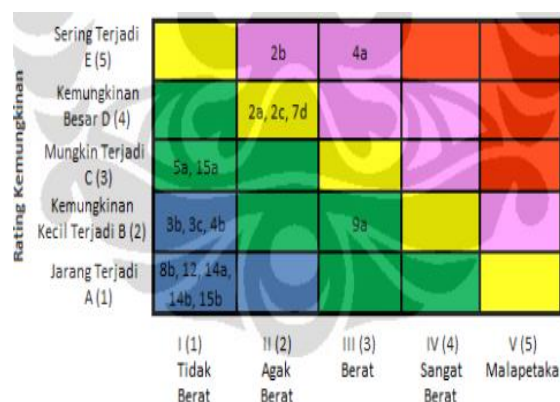 Rating Kemungkinan
Sering Terjadi
E (5)
2b
4a
Kemungkinan
Besar D (4)
2a, 2c, 7d
Mungkin Terjadi
C (3)
5a, 15a
Kemungkinan
Kecil Terjadi B (2)
3b, 3c, 4b
9a
Jarang Terjadi
A (1)
8b, 12, 14a,
14b, 15b
I (1)
Tidak
Berat
II (2)
Agak
Berat
III (3)
Berat
IV (4)
Sangat
Berat
V (5)
Malapetaka